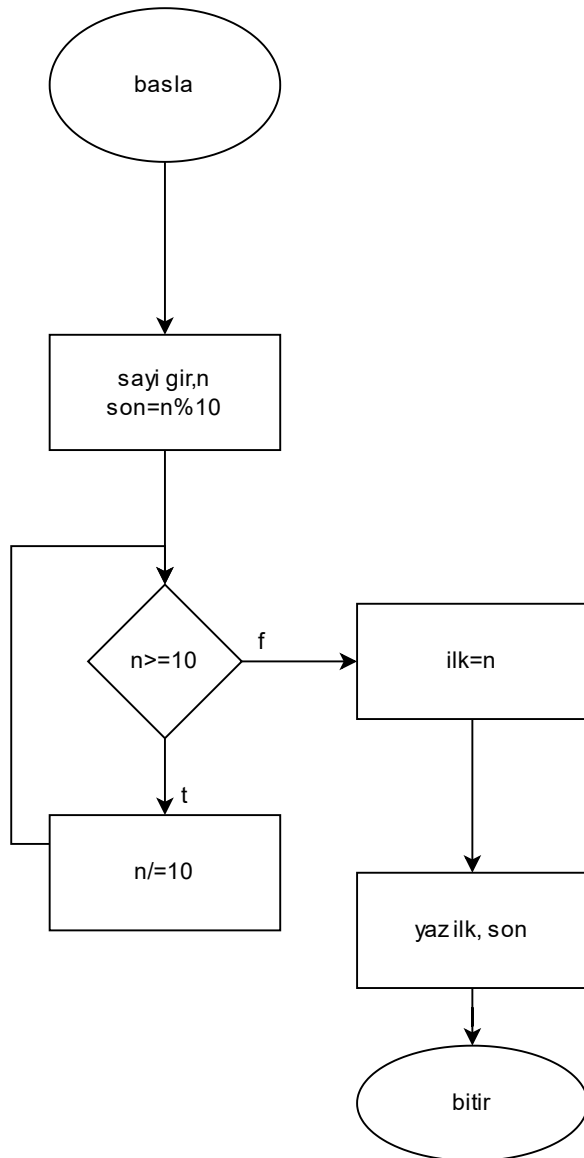 basla
sayi gir,n
son=n%10
n>=10
f
ilk=n
t
n/=10
yaz ilk, son
bitir